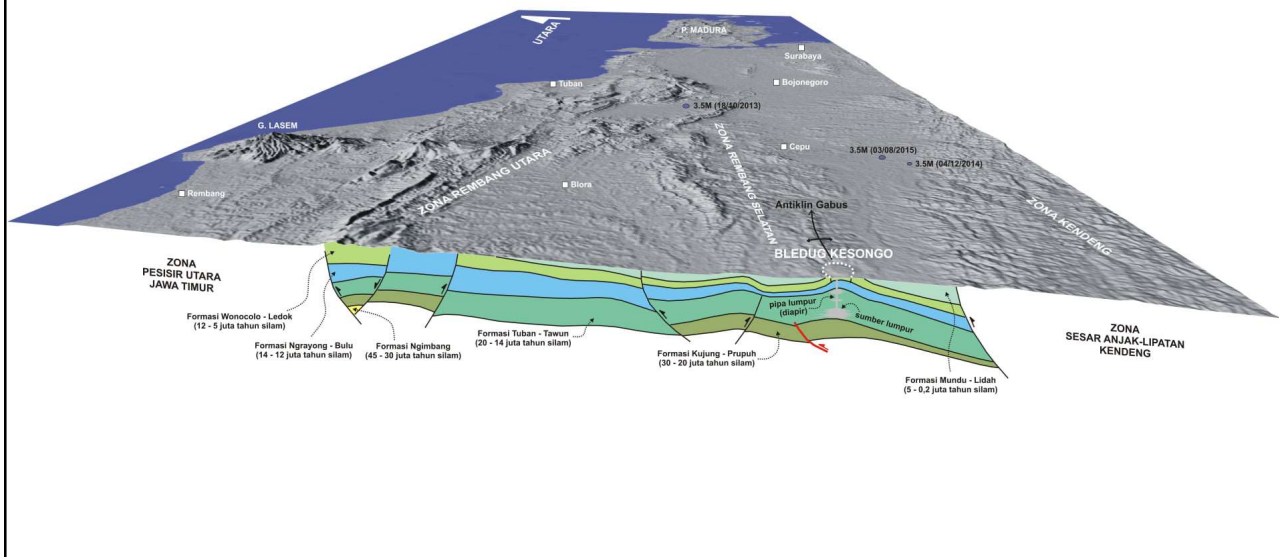 UTARA
P. MADURA
Surabaya
Bojonegoro
Tuban
3.5M (18/40/2013)
G. LASEM
ZONA REMBANG UTARA
ZONA REMBANG SELATAN
Cepu
3.5M (03/08/2015)
3.5M (04/12/2014)
Rembang
Blora
ZONA KENDENG
Antiklin Gabus
BLEDUG KESONGO
ZONA
PESISIR UTARA
JAWA TIMUR
pipa lumpur
(diapir)
sumber lumpur
Formasi Wonocolo - Ledok
(12 - 5 juta tahun silam)
Formasi Ngrayong - Bulu
(14 - 12 juta tahun silam)
Formasi Ngimbang
(45 - 30 juta tahun silam)
Formasi Tuban - Tawun
(20 - 14 juta tahun silam)
Formasi Kujung - Prupuh
(30 - 20 juta tahun silam)
Formasi Mundu - Lidah
(5 - 0,2 juta tahun silam)
ZONA
SESAR ANJAK-LIPATAN
KENDENG